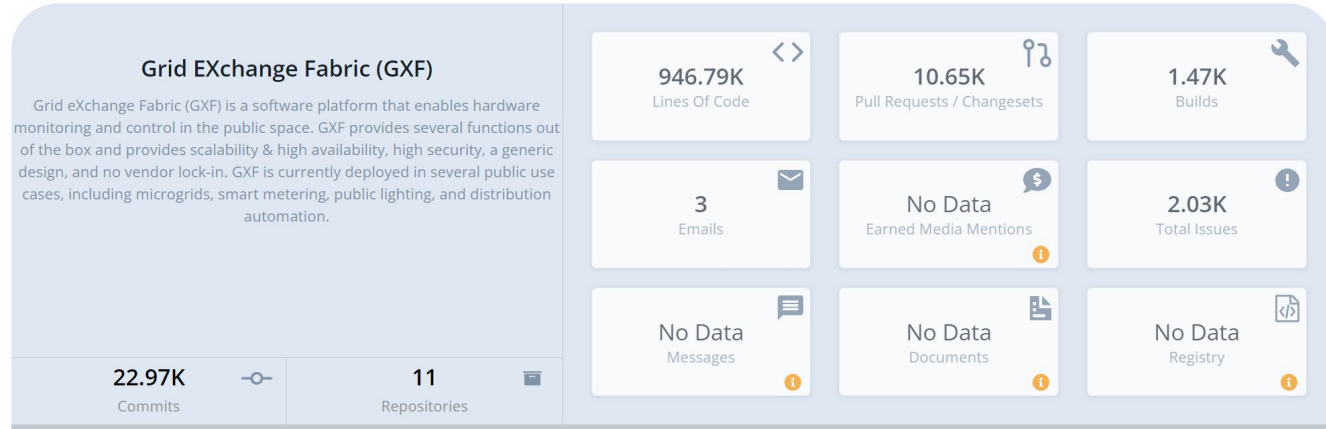 Grid EXchange Fabric (GXF)
Grid eXchange Fabric (GXF) is a software platform that enables hardware
monitoring and control in the public space. GXF provides several functions out
of the box and provides scalability & high availability, high security, a generic
design, and no vendor lock-in. GXF is currently deployed in several public use
cases, including microgrids, smart metering, public lighting, and distribution
automation.
22.97K
Commits
11
Repositories
946.79K
Lines Of Code
10.65K
Pull Requests / Changesets
1.47K
Builds
3
Emails
No Data
Earned Media Mentions
2.03K
Total Issues
No Data
Messages
No Data
Documents
No Data
Registry